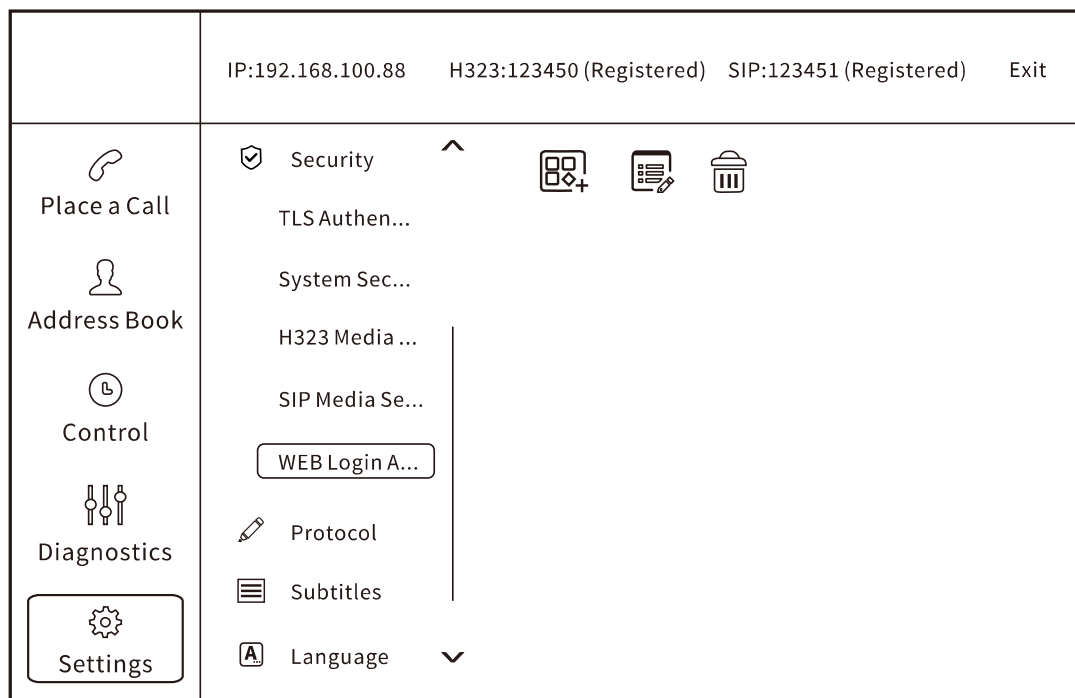 IP:192.168.100.88 H323:123450 (Registered) SIP:123451 (Registered) Exit
Place a Call
Address Book
Control
Diagnostics
Settings
Security
TLS Authen...
System Sec...
H323 Media ...
SIP Media Se...
WEB Login A...
Protocol
Subtitles
A Language